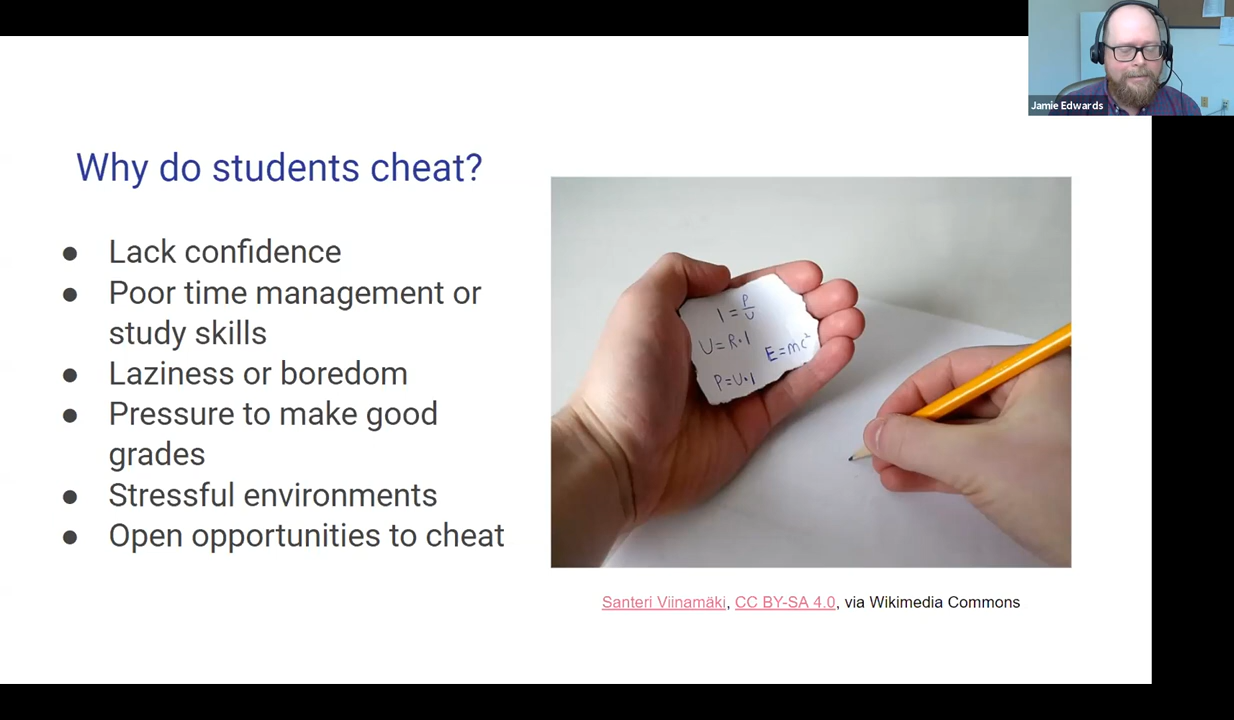 Jamie Edwards
Why do students cheat?
● Lack confidence
● Poor time management or
study skills
● Laziness or boredom
● Pressure to make good
grades
● Stressful environments
● Open opportunities to cheat
I = P/U
U=R·I
E=mc²
P=U·I
Santeri Viinamäki, CC BY-SA 4.0, via Wikimedia Commons